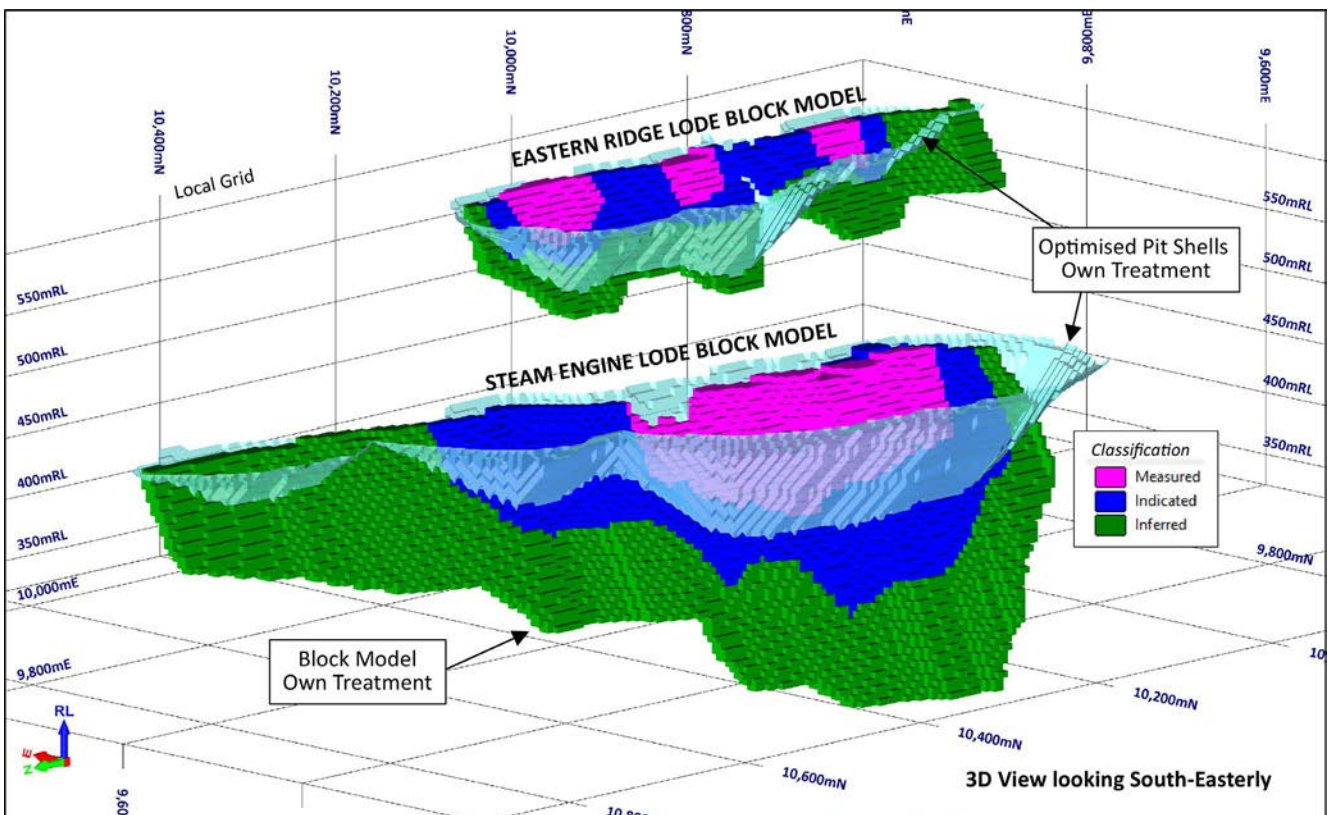 10,400mN
10,200mN
10,000mN
800mN
mE
9,800mE
9,600mE
Local Grid
EASTERN RIDGE LODE BLOCK MODEL
550mRL
500mRL
450mRL
400mRL
350mRL
550mRL
500mRL
450mRL
400mRL
350mRL
Optimised Pit Shells
Own Treatment
STEAM ENGINE LODE BLOCK MODEL
Classification
Measured
Indicated
Inferred
10,000mE
9,800mE
9,800mN
10,200mN
10,400mN
10,600mN
Block Model
Own Treatment
RL
E
N
3D View looking South-Easterly